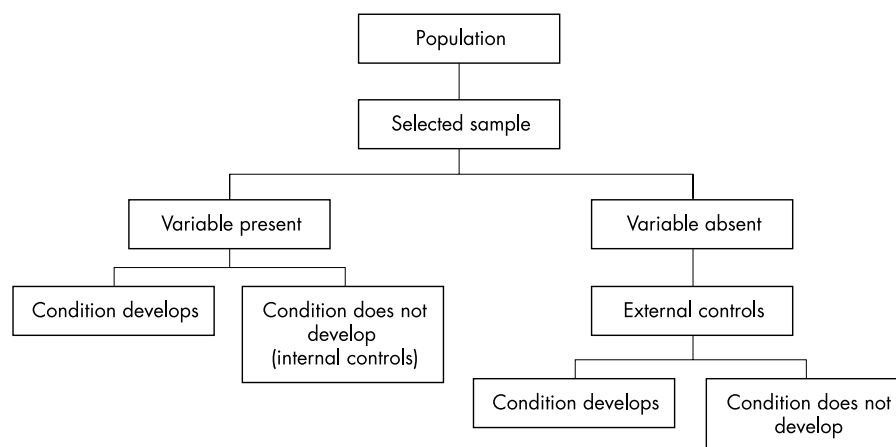 Population
Selected sample
Variable present
Variable absent
Condition develops
Condition does not
develop
(internal controls)
External controls
Condition develops
Condition does not
develop